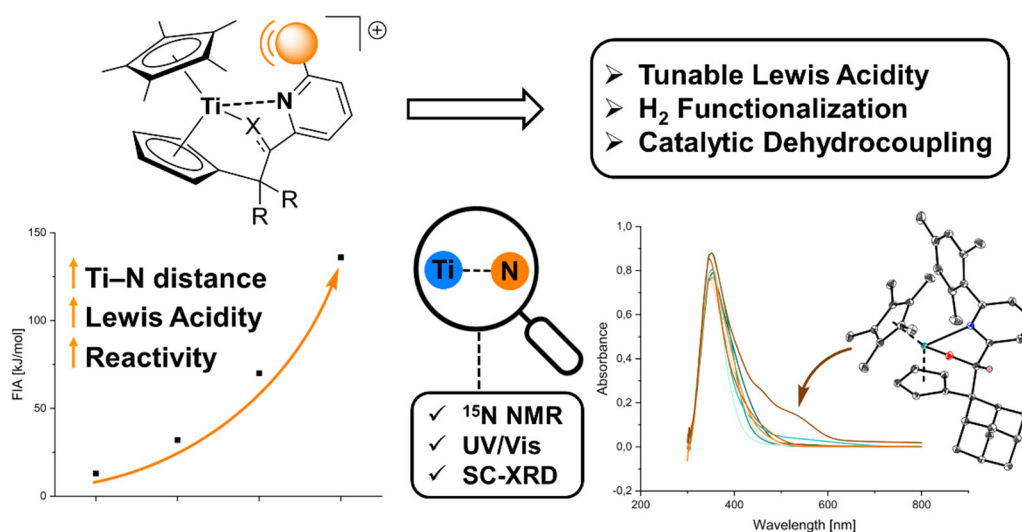 ⊕
Ti
N
X
R
R
➢ Tunable Lewis Acidity
➢ H₂ Functionalization
➢ Catalytic Dehydrocoupling
150
100
50
0
FIA [kJ/mol]
↑ Ti–N distance
↑ Lewis Acidity
↑ Reactivity
Ti
N
✓ ¹⁵N NMR
✓ UV/Vis
✓ SC-XRD
1,0
0,8
0,6
0,4
0,2
0,0
-0,2
Absorbance
200
400
600
800
Wavelength [nm]